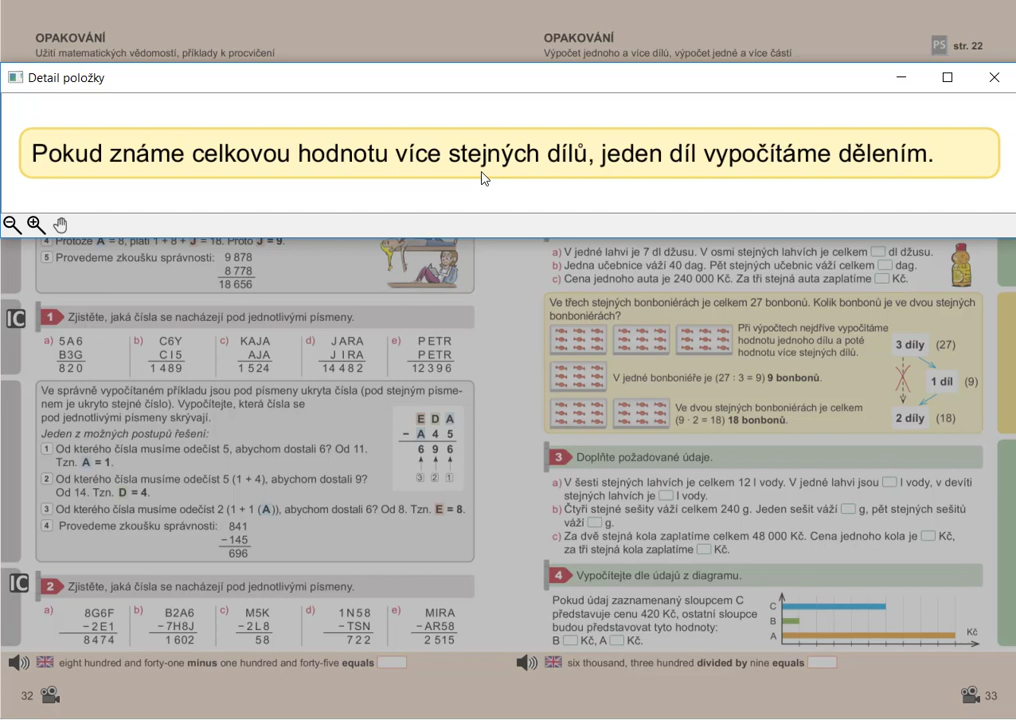 OPAKOVÁNÍ
Užití matematických vědomostí, příklady k procvičení
OPAKOVÁNÍ
Výpočet jednoho a více dílů, výpočet jedné a více částí
PS str. 22
Detail položky
Pokud známe celkovou hodnotu více stejných dílů, jeden díl vypočítáme dělením.
4 Protože A = 8, platí 1 + 8 + J = 18. Proto J = 9.
5 Provedeme zkoušku správnosti: 9 878
8 778
18 656
IC
1 Zjistěte, jaká čísla se nacházejí pod jednotlivými písmeny.
a) 5A6 b) C6Y c) KAJA d) JARA e) PETR
B3G C15 AJA JIRA PETR
820 1489 1524 14482 12396
Ve správně vypočítaném příkladu jsou pod písmeny ukryta čísla (pod stejným písme-
nem je ukryto stejné číslo). Vypočítejte, která čísla se
pod jednotlivými písmeny skrývají.
Jeden z možných postupů řešení:
1 Od kterého čísla musíme odečíst 5, abychom dostali 6? Od 11.
Tzn. A = 1.
2 Od kterého čísla musíme odečíst 5 (1 + 4), abychom dostali 9?
Od 14. Tzn. D = 4.
E D A
– A 4 5
6 9 6
3 2 1
3 Od kterého čísla musíme odečíst 2 (1 + 1 (A)), abychom dostali 6? Od 8. Tzn. E = 8.
4 Provedeme zkoušku správnosti: 841
–145
696
IC
2 Zjistěte, jaká čísla se nacházejí pod jednotlivými písmeny.
a) 8G6F b) B2A6 c) M5K d) 1N58 e) MIRA
–2E1 –7H8J –2L8 –TSN –AR58
8474 1602 58 722 2515
eight hundred and forty-one minus one hundred and forty-five equals
32
a) V jedné lahvi je 7 dl džusu. V osmi stejných lahvích je celkem dl džusu.
b) Jedna učebnice váží 40 dag. Pět stejných učebnic váží celkem dag.
c) Cena jednoho auta je 240 000 Kč. Za tři stejná auta zaplatíme Kč.
Ve třech stejných bonboniérách je celkem 27 bonbonů. Kolik bonbonů je ve dvou stejných
bonboniérách?
Při výpočtech nejdříve vypočítáme
hodnotu jednoho dílu a poté
hodnotu více stejných dílů.
3 díly (27)
V jedné bonboniéře je (27 : 3 = 9) 9 bonbonů.
1 díl (9)
Ve dvou stejných bonboniérách je celkem
(9 · 2 = 18) 18 bonbonů.
2 díly (18)
3 Doplňte požadované údaje.
a) V šesti stejných lahvích je celkem 12 l vody. V jedné lahvi jsou l vody, v devíti
stejných lahvích je l vody.
b) Čtyři stejné sešity váží celkem 240 g. Jeden sešit váží g, pět stejných sešitů
váží g.
c) Za dvě stejná kola zaplatíme celkem 48 000 Kč. Cena jednoho kola je Kč,
za tři stejná kola zaplatíme Kč.
4 Vypočítejte dle údajů z diagramu.
Pokud údaj zaznamenaný sloupcem C
představuje cenu 420 Kč, ostatní sloupce
budou představovat tyto hodnoty:
B Kč, A Kč.
C
B
A
Kč
six thousand, three hundred divided by nine equals
33